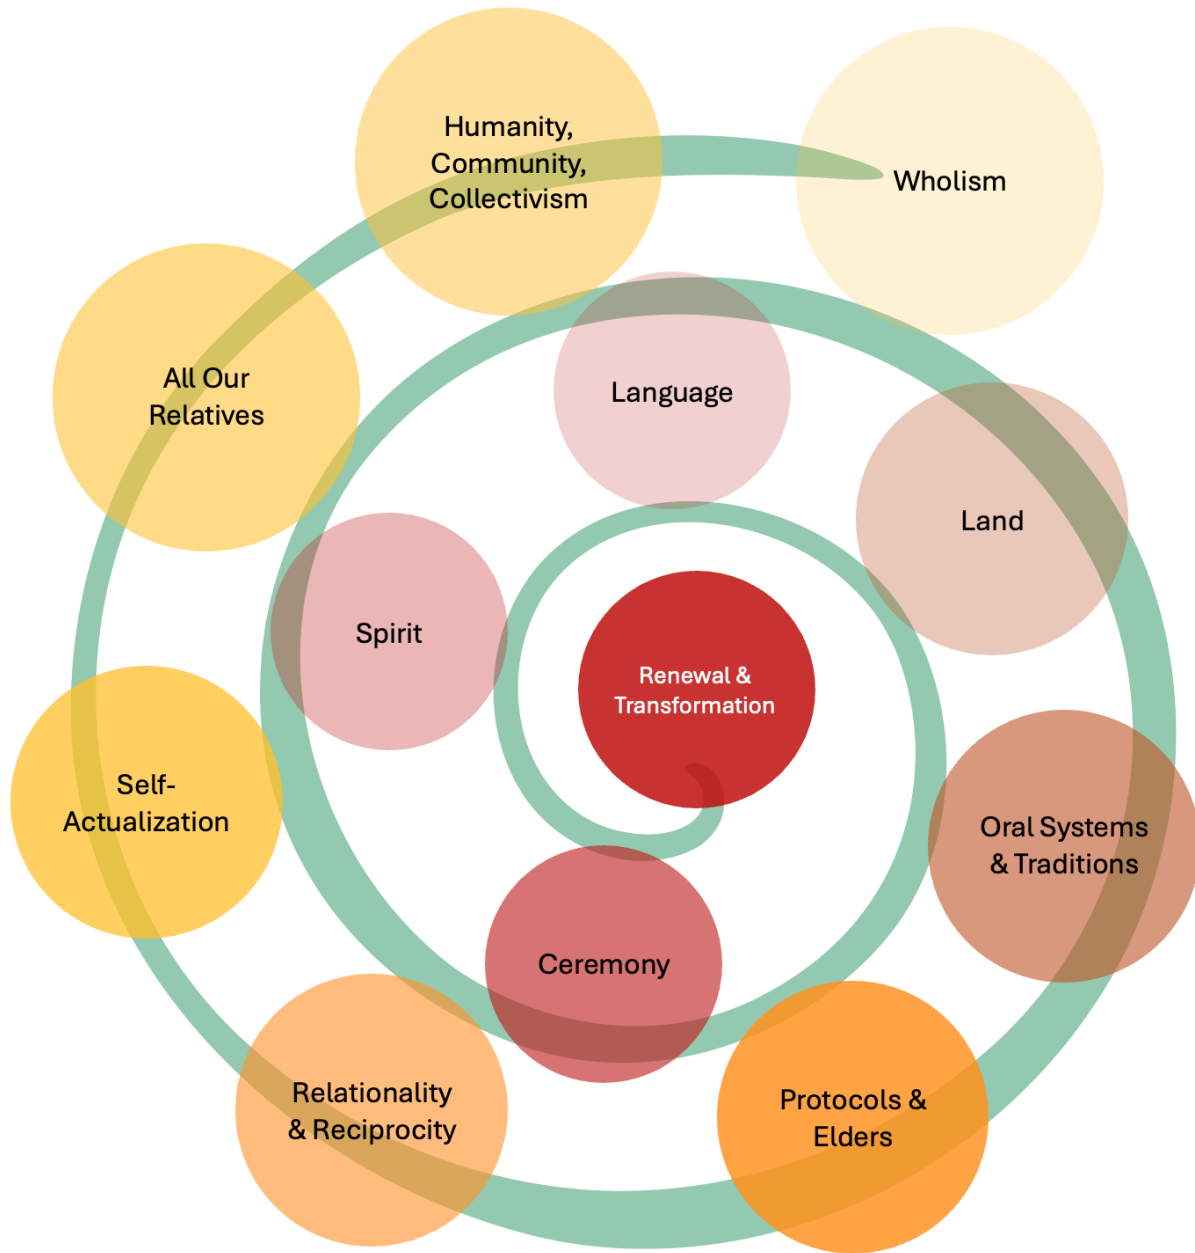 Humanity,
Community,
Collectivism
Wholism
All Our
Relatives
Language
Land
Spirit
Renewal &
Transformation
Self-
Actualization
Oral Systems
& Traditions
Ceremony
Relationality
& Reciprocity
Protocols &
Elders